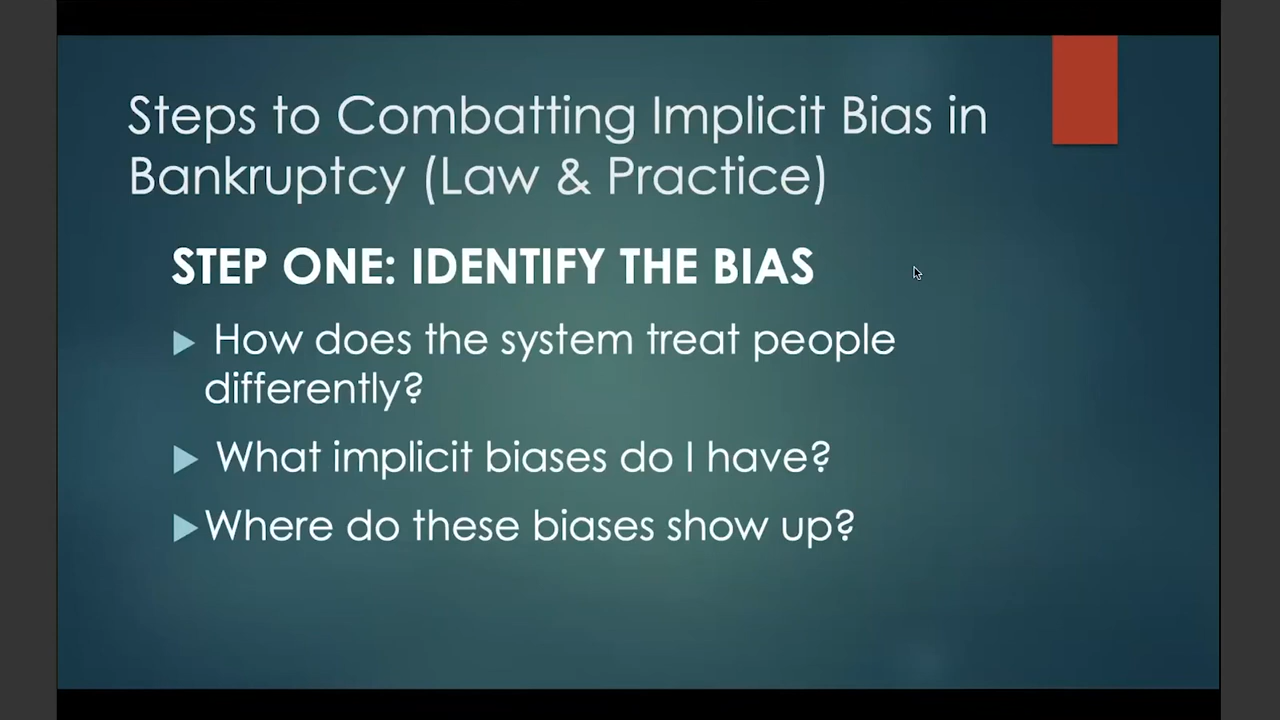 Steps to Combatting Implicit Bias in
Bankruptcy (Law & Practice)
STEP ONE: IDENTIFY THE BIAS
How does the system treat people
differently?
What implicit biases do I have?
Where do these biases show up?